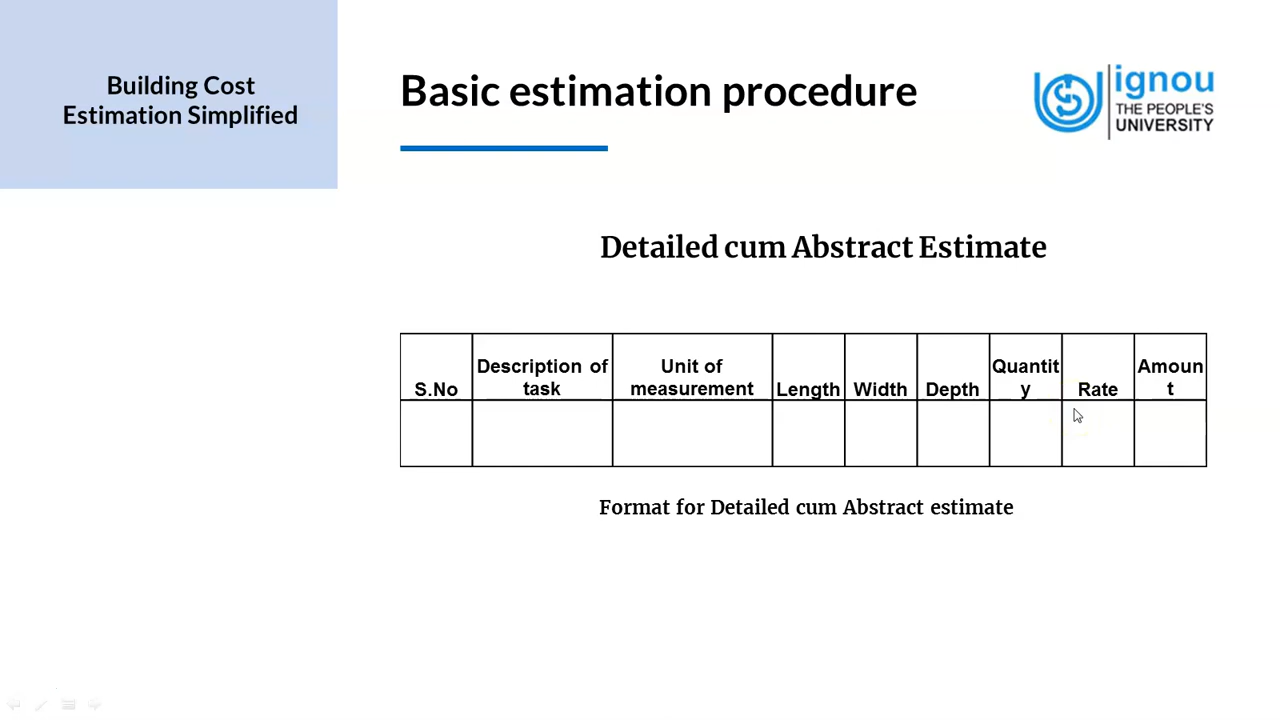 Building Cost
Estimation Simplified
Basic estimation procedure
ignou
THE PEOPLE'S
UNIVERSITY
Detailed cum Abstract Estimate
S.No
Description of
task
Unit of
measurement
Length
Width
Depth
Quantit
y
Rate
Amoun
t
Format for Detailed cum Abstract estimate